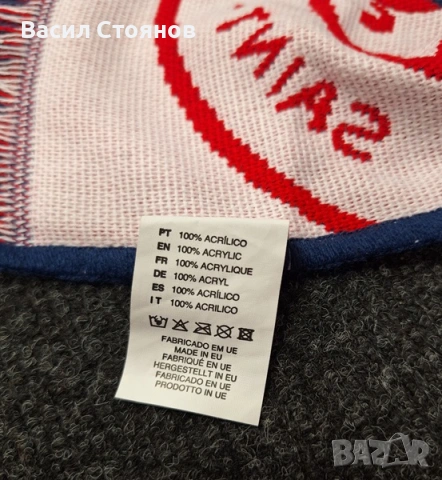 Васил Стоянов
SAINT
PT 100% ACRÍLICO
EN 100% ACRYLIC
FR 100% ACRYLIQUE
DE 100% ACRYL
ES 100% ACRÍLICO
IT 100% ACRILICO
FABRICADO EM UE
MADE IN EU
FABRIQUÉ EN UE
HERGESTELLT IN EU
FABRICADO EN UE
PRODOTTO IN UE
BAZAR